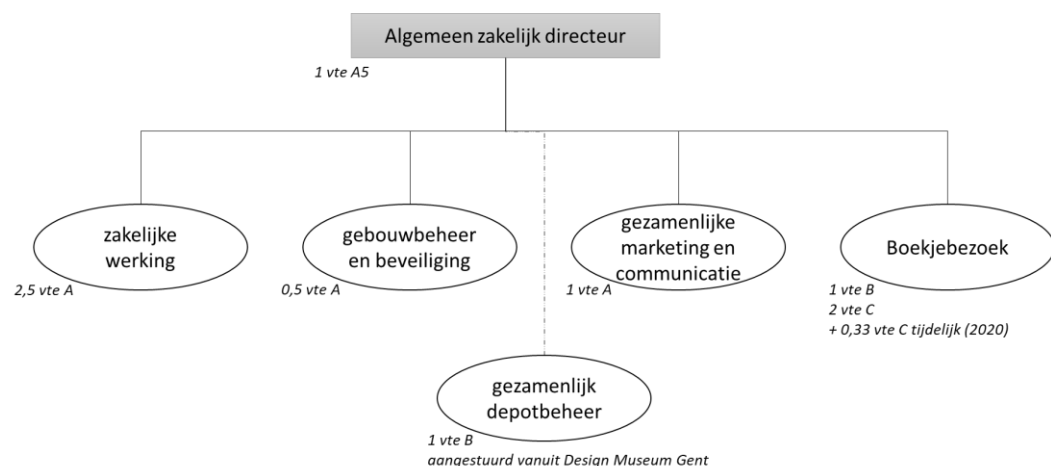 Algemeen zakelijk directeur
1 vte A5
zakelijke
werking
2,5 vte A
gebouwbeheer
en beveiliging
0,5 vte A
gezamenlijke
marketing en
communicatie
1 vte A
Boekjebezoek
1 vte B
2 vte C
+ 0,33 vte C tijdelijk (2020)
gezamenlijk
depotbeheer
1 vte B
aangestuurd vanuit Design Museum Gent